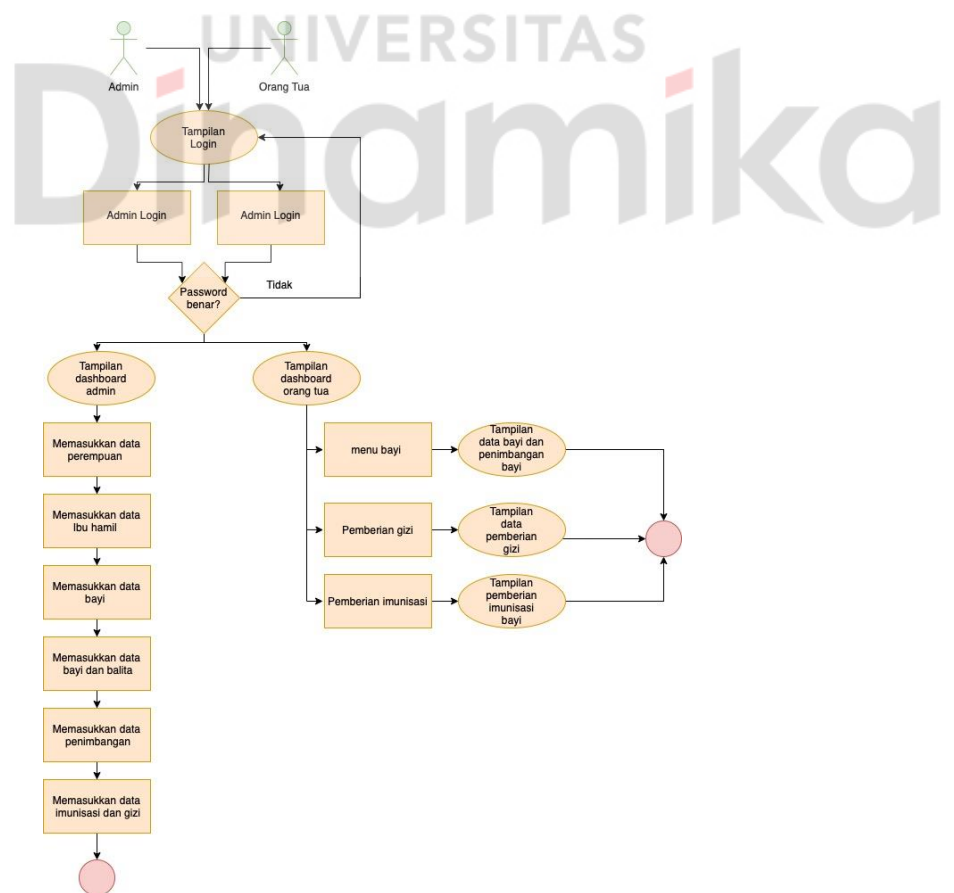 UNIVERSITAS
Dinamika
Admin
Orang Tua
Tampilan
Login
Admin Login
Admin Login
Password
benar?
Tidak
Tampilan
dashboard
admin
Tampilan
dashboard
orang tua
Memasukkan data
perempuan
menu bayi
Tampilan
data bayi dan
penimbangan
bayi
Memasukkan data
Ibu hamil
Pemberian gizi
Tampilan
data
pemberian
gizi
Memasukkan data
bayi
Pemberian imunisasi
Tampilan
pemberian
imunisasi
bayi
Memasukkan data
bayi dan balita
Memasukkan data
penimbangan
Memasukkan data
imunisasi dan gizi